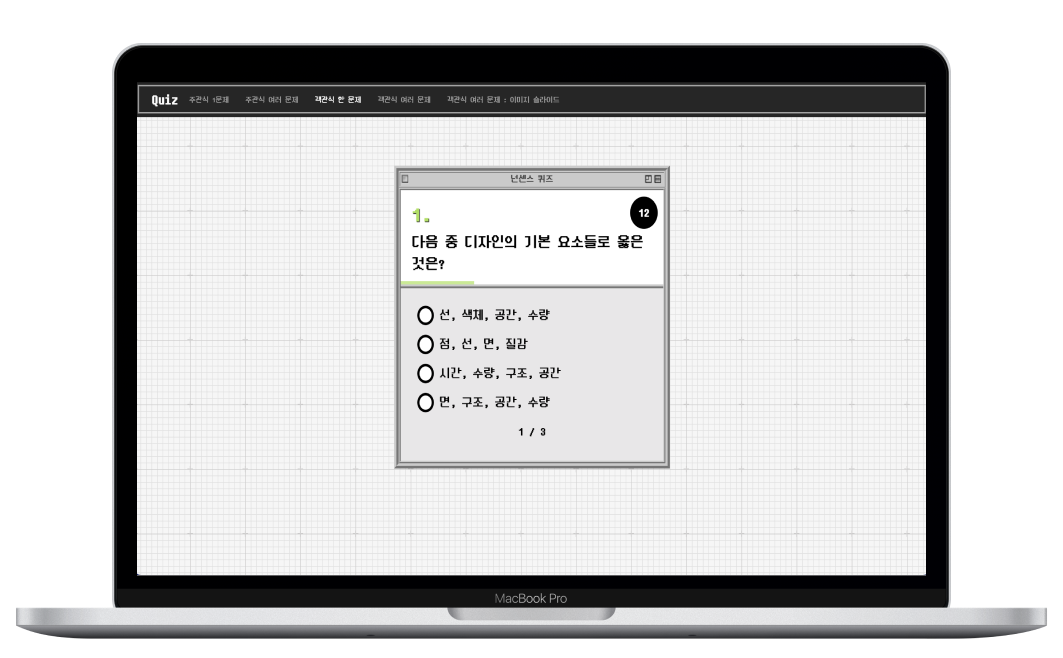 Quiz 주관식 1문제 주관식 여러 문제 객관식 한 문제 객관식 여러 문제 객관식 여러 문제 : 이미지 슬라이드
넌센스 퀴즈
1.
12
다음 중 디자인의 기본 요소들로 옳은
것은?
선, 색채, 공간, 수량
점, 선, 면, 질감
시간, 수량, 구조, 공간
면, 구조, 공간, 수량
1 / 3
MacBook Pro